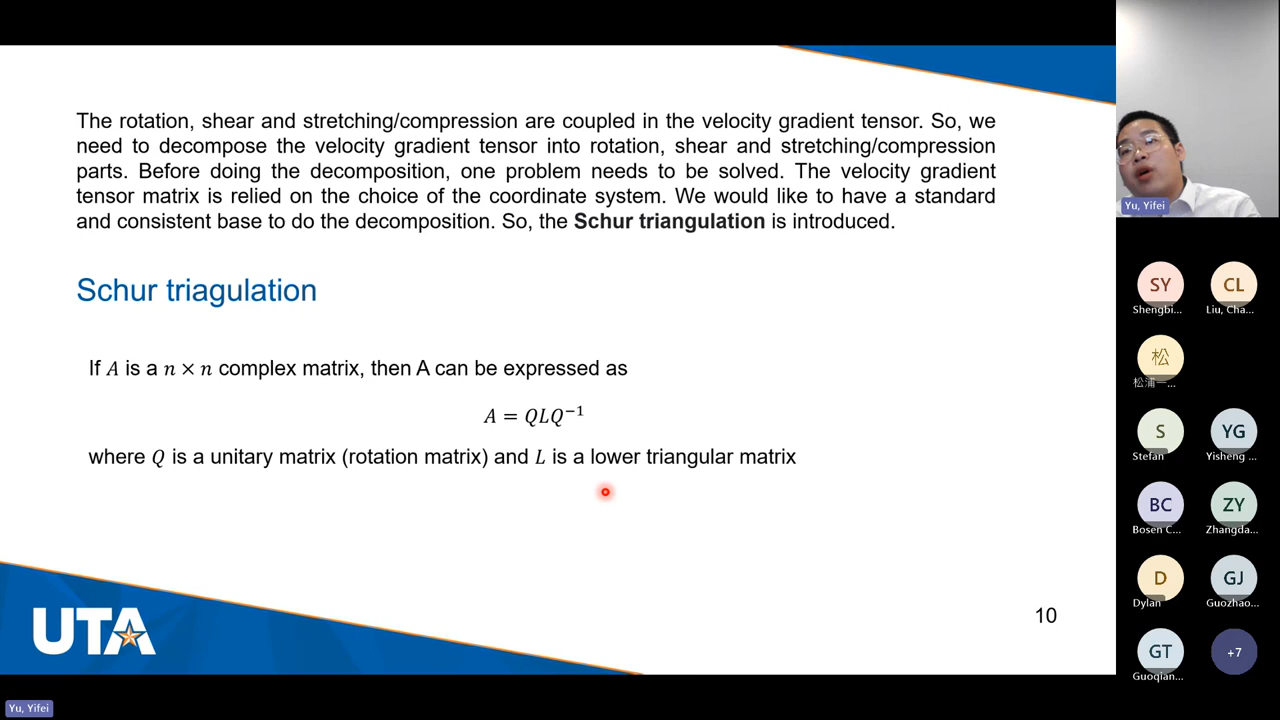 The rotation, shear and stretching/compression are coupled in the velocity gradient tensor. So, we
need to decompose the velocity gradient tensor into rotation, shear and stretching/compression
parts. Before doing the decomposition, one problem needs to be solved. The velocity gradient
tensor matrix is relied on the choice of the coordinate system. We would like to have a standard
and consistent base to do the decomposition. So, the Schur triangulation is introduced.
Schur triagulation
If A is a n × n complex matrix, then A can be expressed as
A = QLQ⁻¹
where Q is a unitary matrix (rotation matrix) and L is a lower triangular matrix
10
UTA
Yu, Yifei
Yu, Yifei
SY
CL
Shengbi...
Liu, Cha...
松
松浦一...
S
YG
Stefan
Yisheng ...
BC
ZY
Bosen C...
Zhangda...
D
GJ
Dylan
Guozhao...
GT
+7
Guoqian...